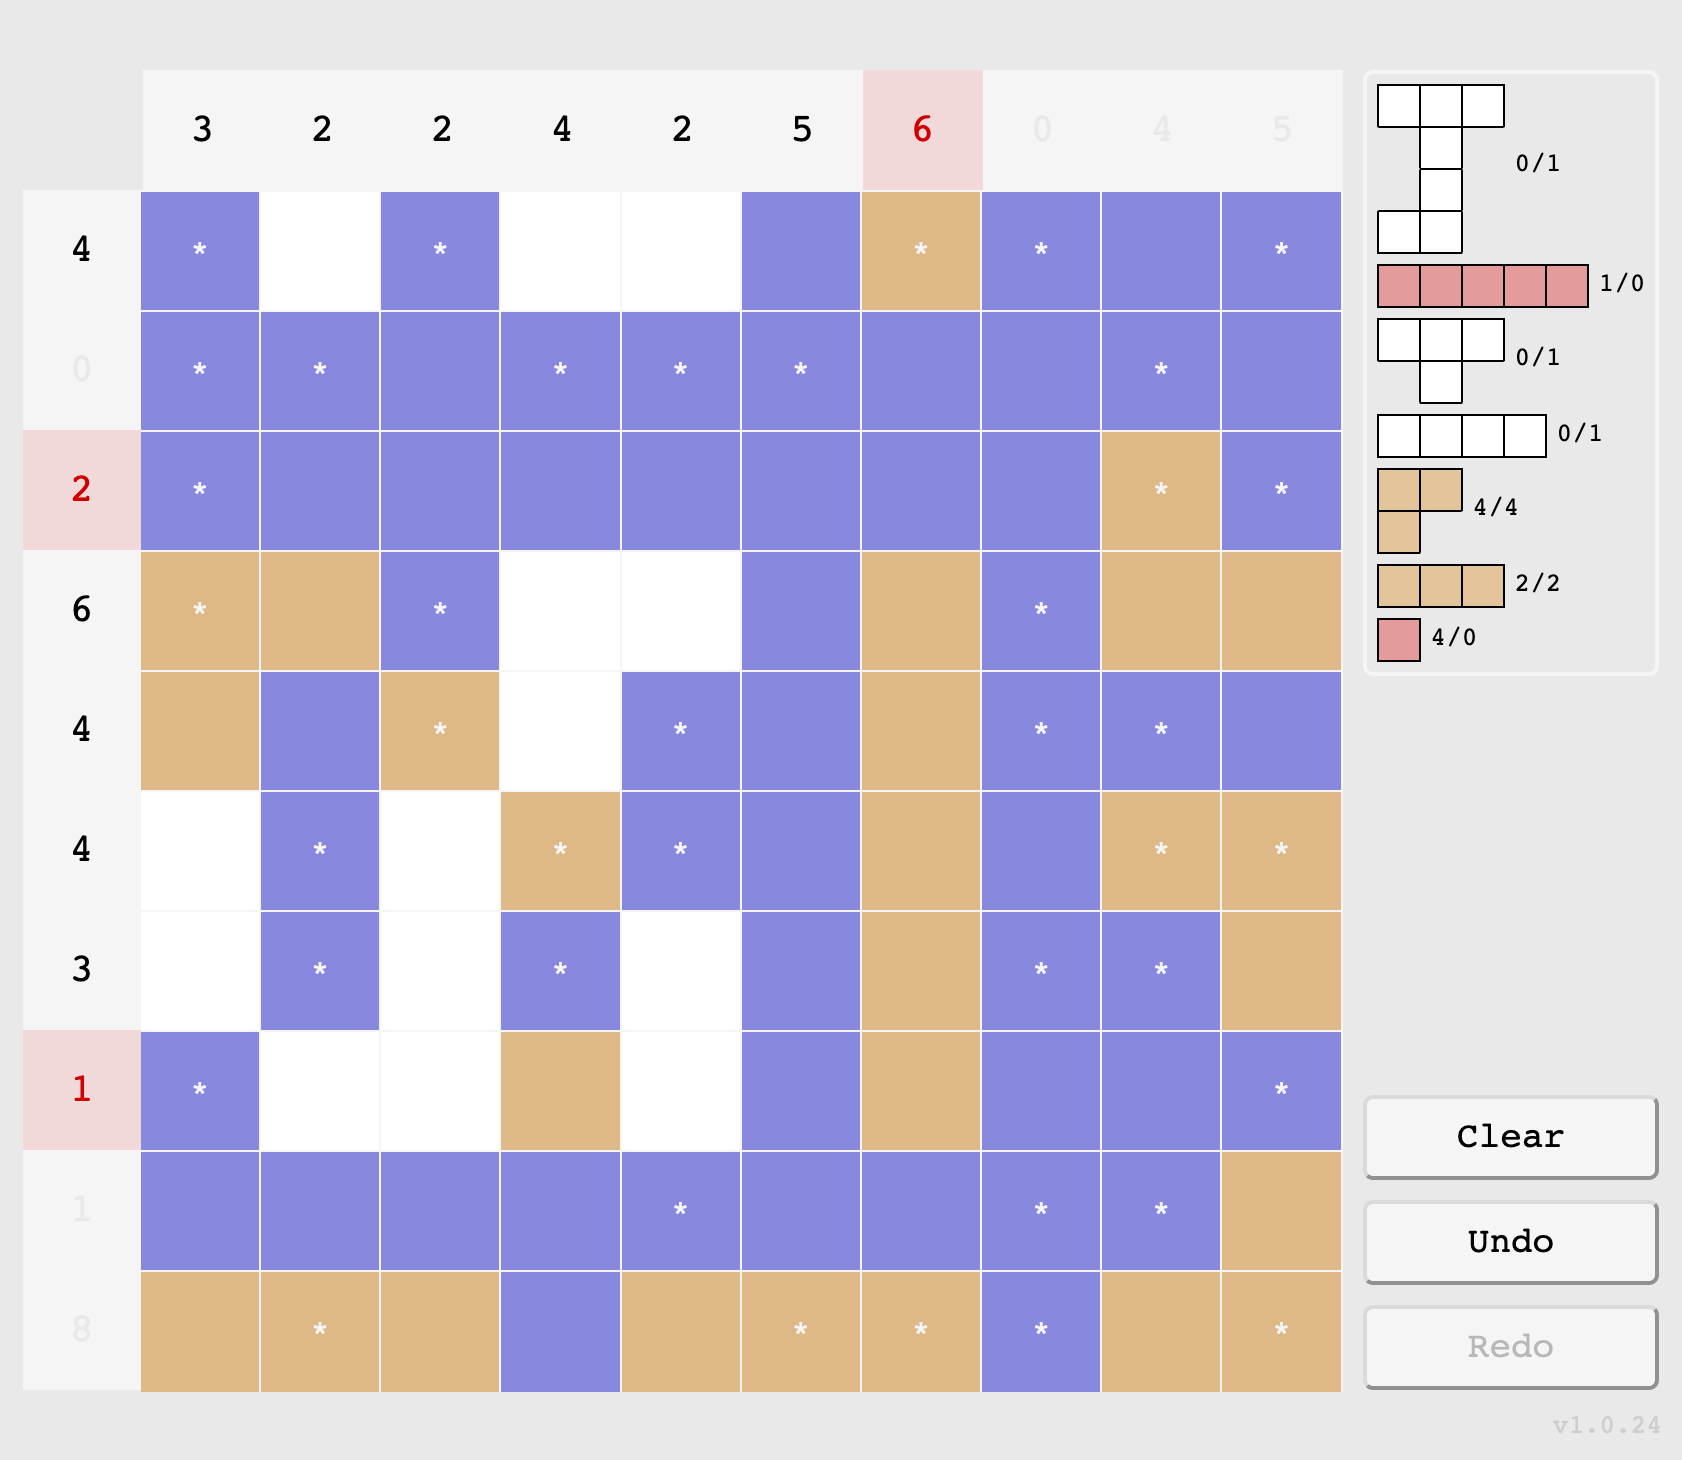 3 2 2 4 2 5 6 0 4 5
4 * * * * *
0 * * * * * *
2 * * *
6 * * *
4 * * * *
4 * * * * *
3 * * * *
1 * *
1 * * *
8 * * * * *
0/1
1/0
0/1
0/1
4/4
2/2
4/0
Clear
Undo
Redo
v1.0.24